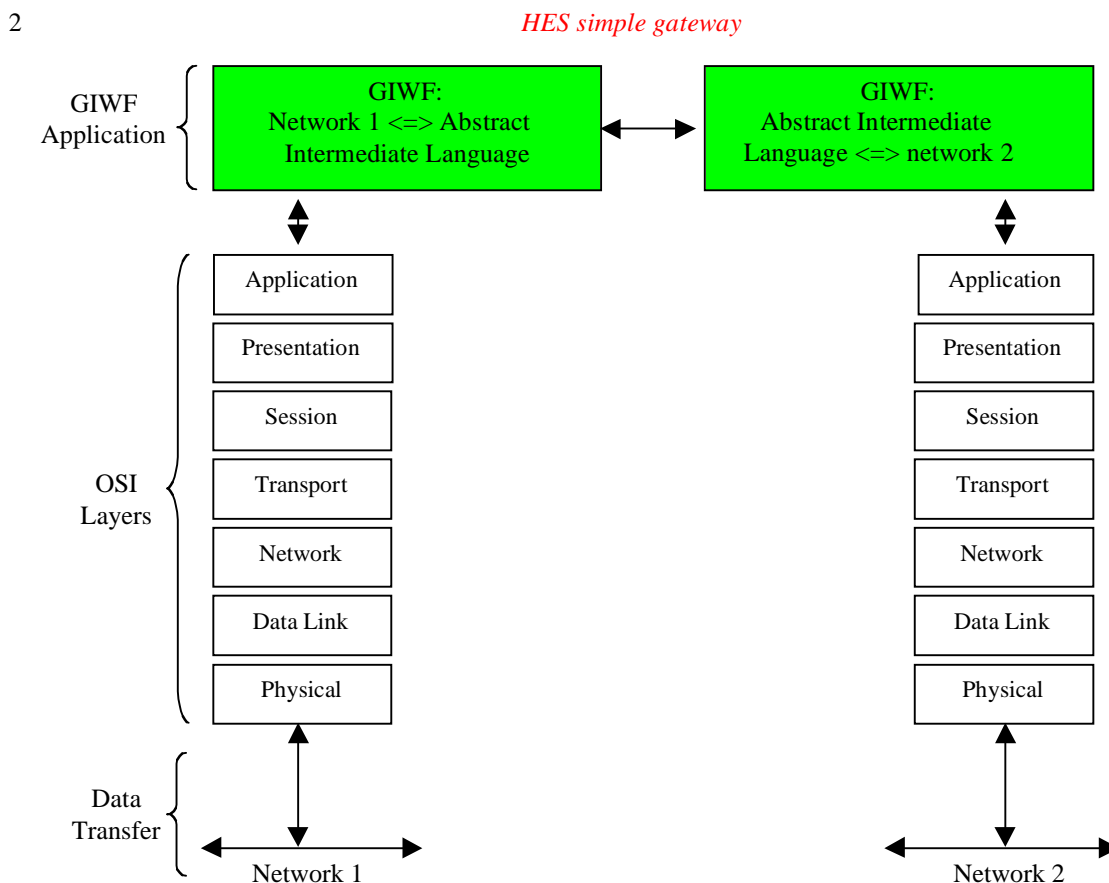 2
HES simple gateway
GIWF
Application
GIWF:
Network 1 <=> Abstract
Intermediate Language
GIWF:
Abstract Intermediate
Language <=> network 2
OSI
Layers
Application
Presentation
Session
Transport
Network
Data Link
Physical
Application
Presentation
Session
Transport
Network
Data Link
Physical
Data
Transfer
Network 1
Network 2